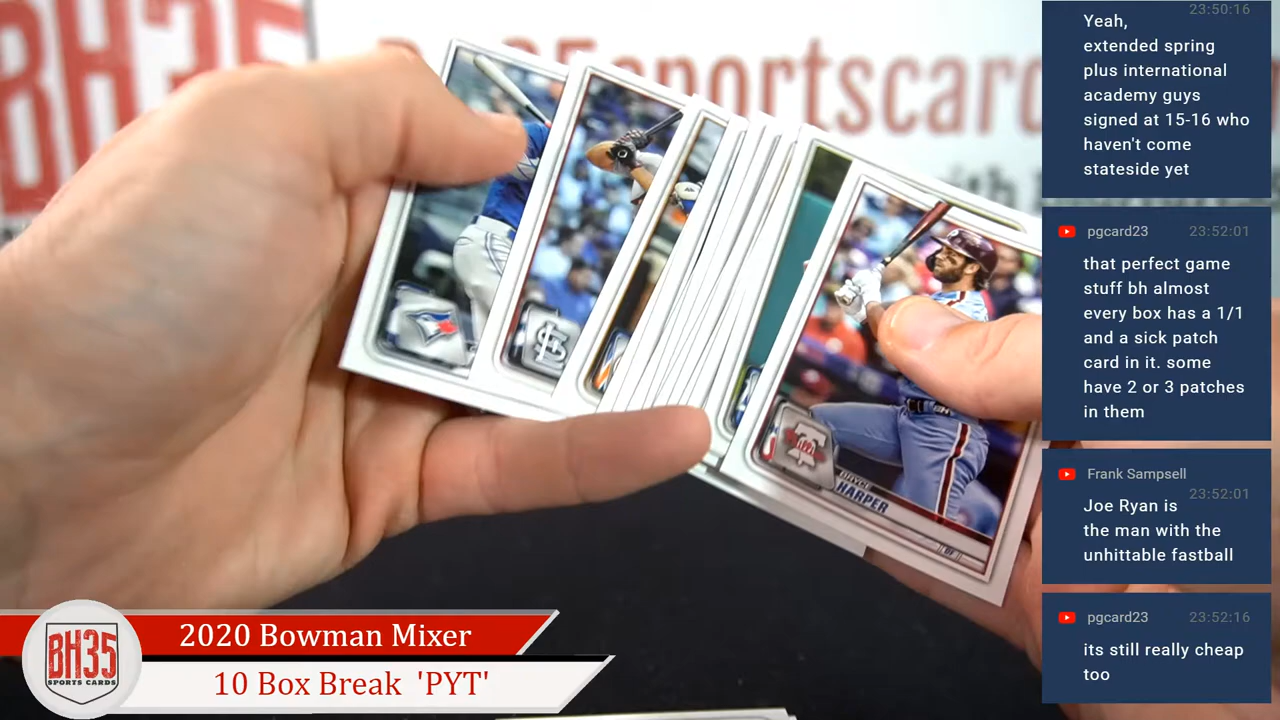 BH35
Bh35sportscard
with
BRYCE
HARPER
2020 Bowman Mixer
10 Box Break 'PYT'
BH35
SPORTS CARDS
23:50:16
Yeah,
extended spring
plus international
academy guys
signed at 15-16 who
haven't come
stateside yet
pgcard23 23:52:01
that perfect game
stuff bh almost
every box has a 1/1
and a sick patch
card in it. some
have 2 or 3 patches
in them
Frank Sampsell
23:52:01
Joe Ryan is
the man with the
unhittable fastball
pgcard23 23:52:16
its still really cheap
too